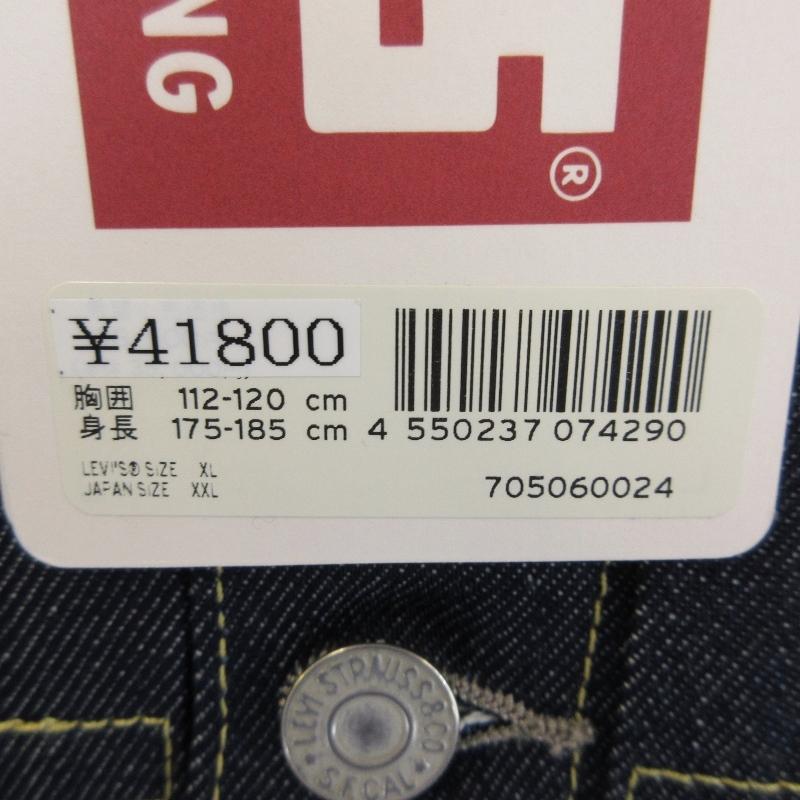 NG
®
¥41800
胸囲 112-120 cm
身長 175-185 cm
4 550237 074290
LEVI'S® SIZE XL
JAPAN SIZE XXL
705060024
LEVI STRAUSS & CO
S.F.CAL